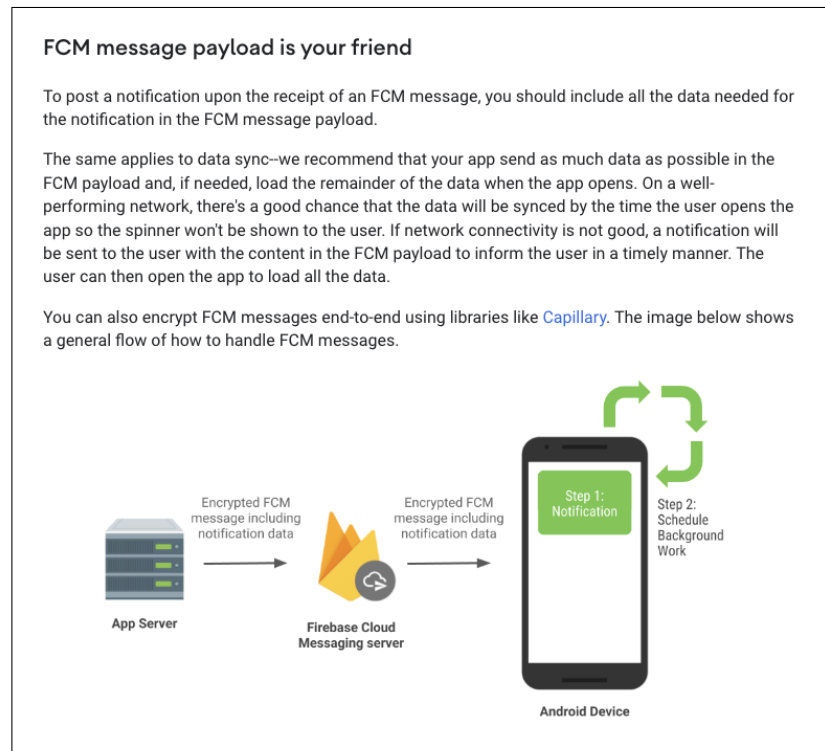 FCM message payload is your friend
To post a notification upon the receipt of an FCM message, you should include all the data needed for
the notification in the FCM message payload.
The same applies to data sync--we recommend that your app send as much data as possible in the
FCM payload and, if needed, load the remainder of the data when the app opens. On a well-
performing network, there's a good chance that the data will be synced by the time the user opens the
app so the spinner won't be shown to the user. If network connectivity is not good, a notification will
be sent to the user with the content in the FCM payload to inform the user in a timely manner. The
user can then open the app to load all the data.
You can also encrypt FCM messages end-to-end using libraries like Capillary. The image below shows
a general flow of how to handle FCM messages.
Encrypted FCM
message including
notification data
Encrypted FCM
message including
notification data
Step 1:
Notification
Step 2:
Schedule
Background
Work
App Server
Firebase Cloud
Messaging server
Android Device